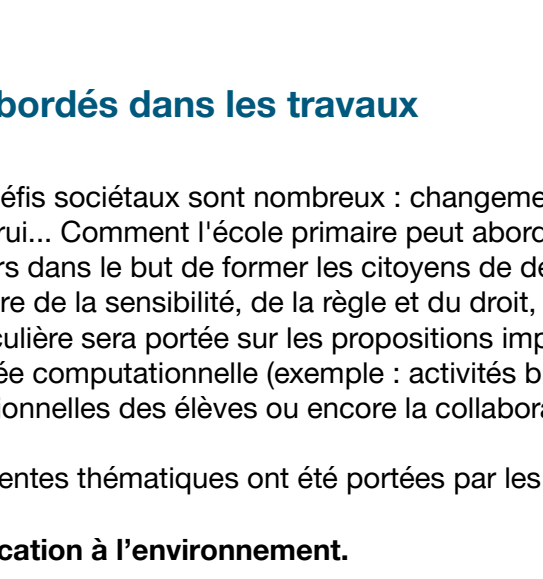 bordés dans les travaux
éfis sociétaux sont nombreux : changeme
rui... Comment l'école primaire peut abord
rs dans le but de former les citoyens de de
re de la sensibilité, de la règle et du droit,
culière sera portée sur les propositions imp
ée computationnelle (exemple : activités b
ionnelles des élèves ou encore la collabora
entes thématiques ont été portées par les
cation à l’environnement.